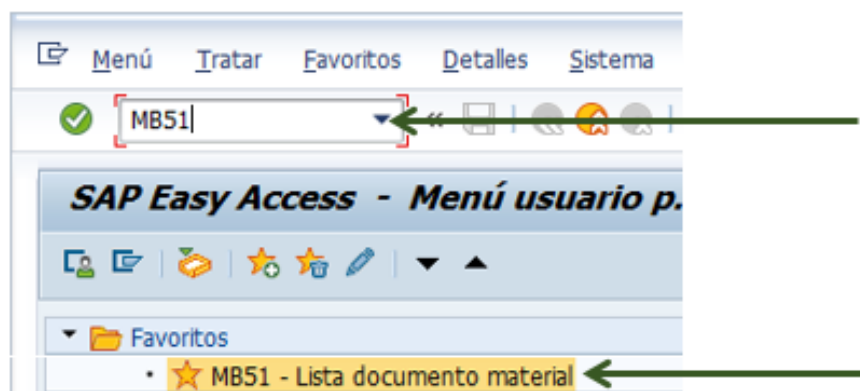 Menú Tratar Favoritos Detalles Sistema
MB51
SAP Easy Access - Menú usuario p.
Favoritos
MB51 - Lista documento material